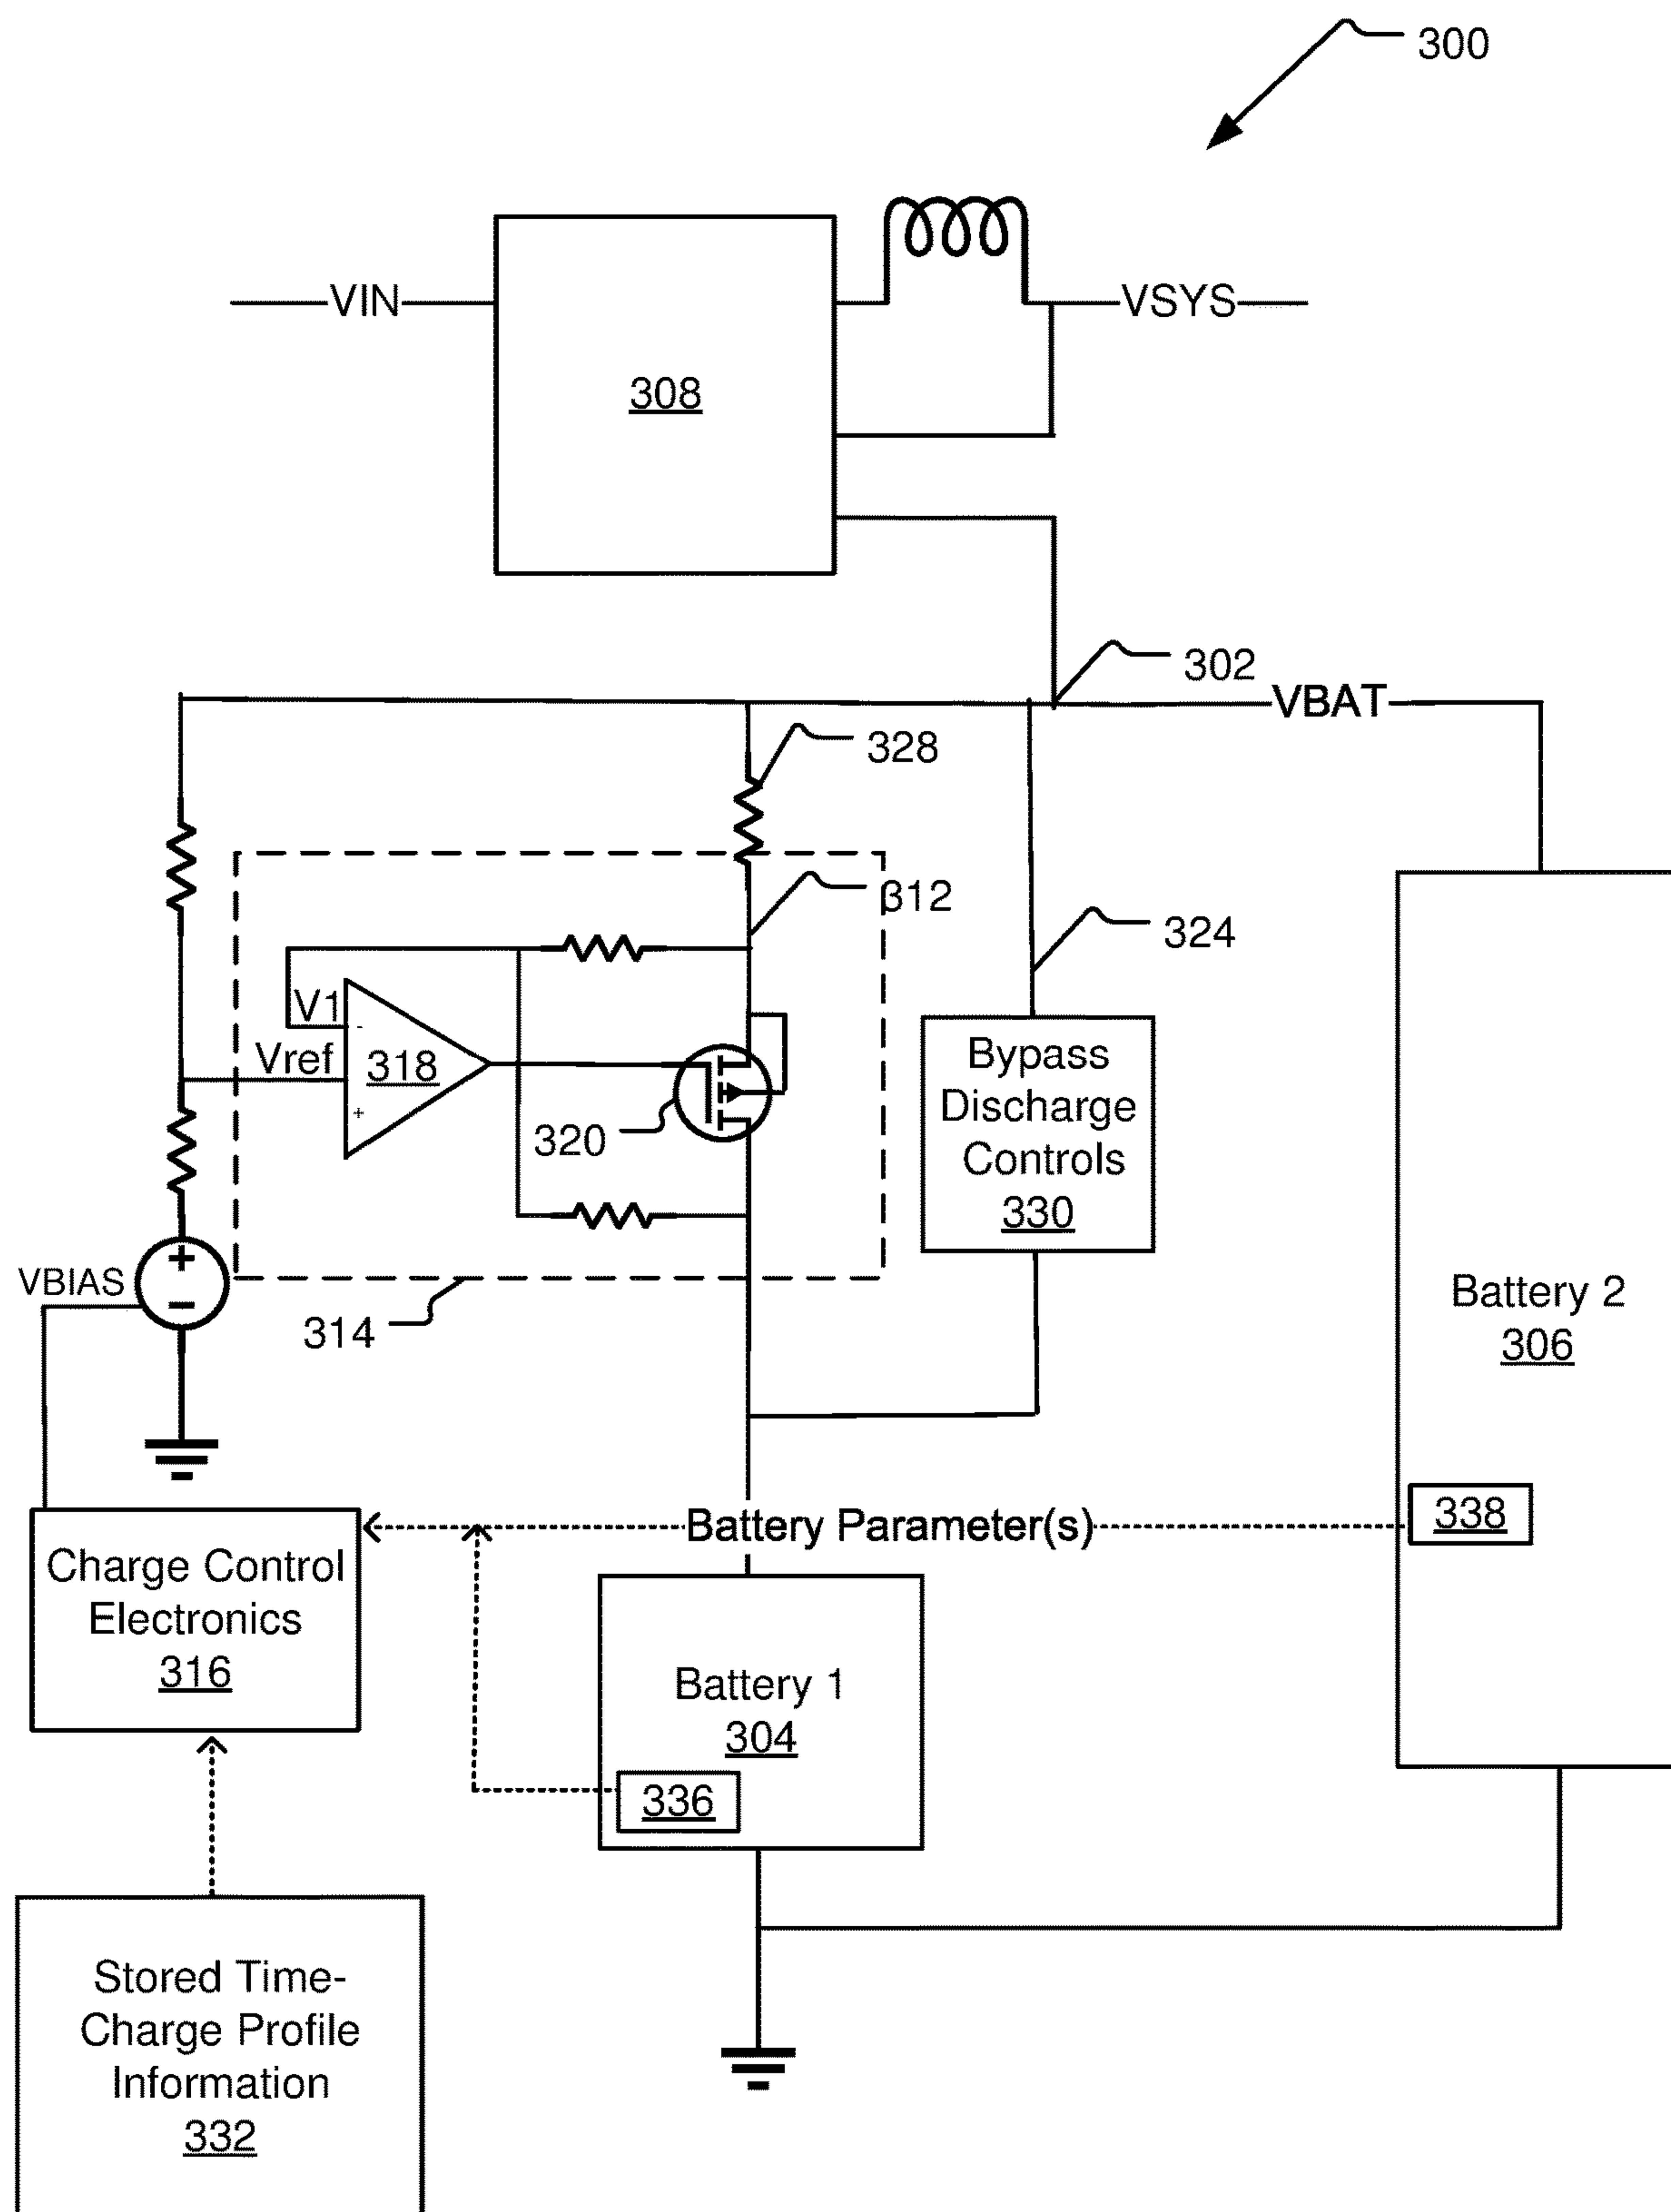 300
VIN
VSYS
308
302
VBAT
328
312
324
V1
-
Vref
318
+
320
Bypass
Discharge
Controls
330
VBIAS
+
-
314
Battery 2
306
338
Battery Parameter(s)
Charge Control
Electronics
316
Battery 1
304
336
Stored Time-
Charge Profile
Information
332